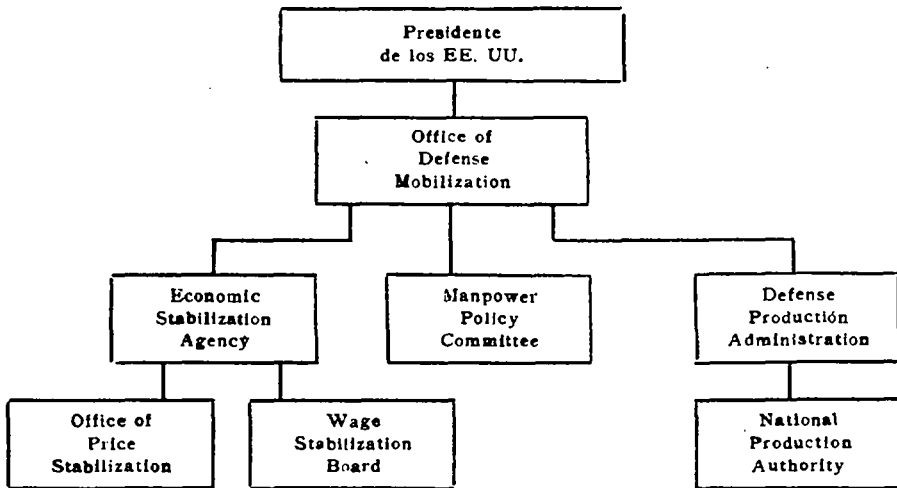 Presidente
de los EE. UU.
Office of
Defense
Mobilization
Economic
Stabilization
Agency
Manpower
Policy
Committee
Defense
Production
Administration
Office of
Price
Stabilization
Wage
Stabilization
Board
National
Production
Authority